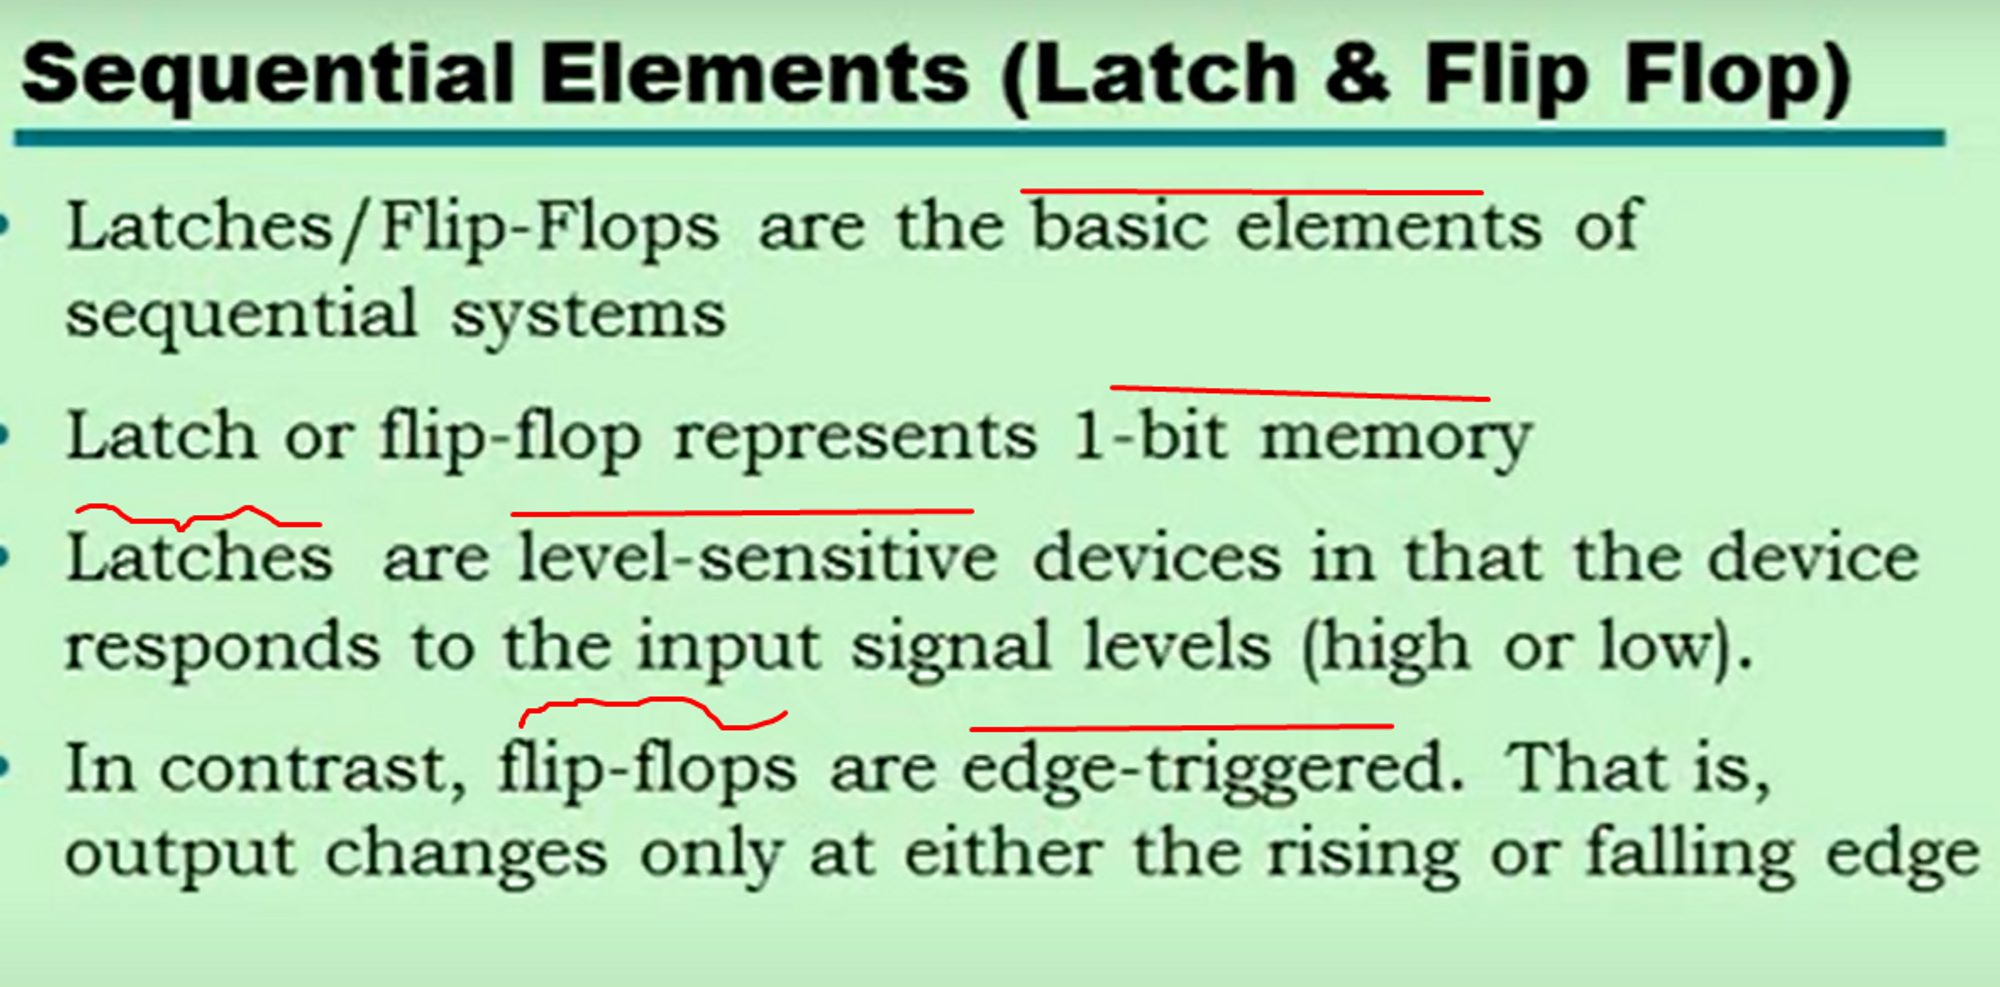 Sequential Elements (Latch & Flip Flop)
• Latches/Flip-Flops are the basic elements of
sequential systems
• Latch or flip-flop represents 1-bit memory
• Latches are level-sensitive devices in that the device
responds to the input signal levels (high or low).
• In contrast, flip-flops are edge-triggered. That is,
output changes only at either the rising or falling edge